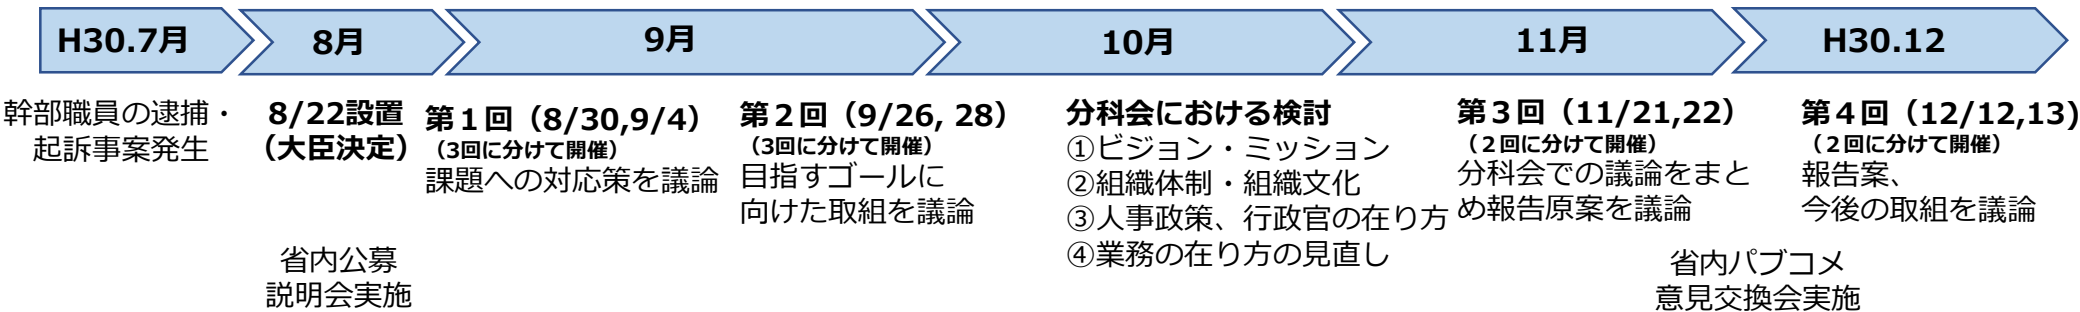 H30.7月
8月
9月
10月
11月
H30.12
幹部職員の逮捕・
起訴事案発生
8/22設置
（大臣決定）
省内公募
説明会実施
第１回（8/30,9/4）
（3回に分けて開催）
課題への対応策を議論
第２回（9/26, 28）
（3回に分けて開催）
目指すゴールに
向けた取組を議論
分科会における検討
①ビジョン・ミッション
②組織体制・組織文化
③人事政策、行政官の在り方
④業務の在り方の見直し
第３回（11/21,22）
（２回に分けて開催）
分科会での議論をまと
め報告原案を議論
第４回（12/12,13)
（２回に分けて開催）
報告案、
今後の取組を議論
省内パブコメ
意見交換会実施